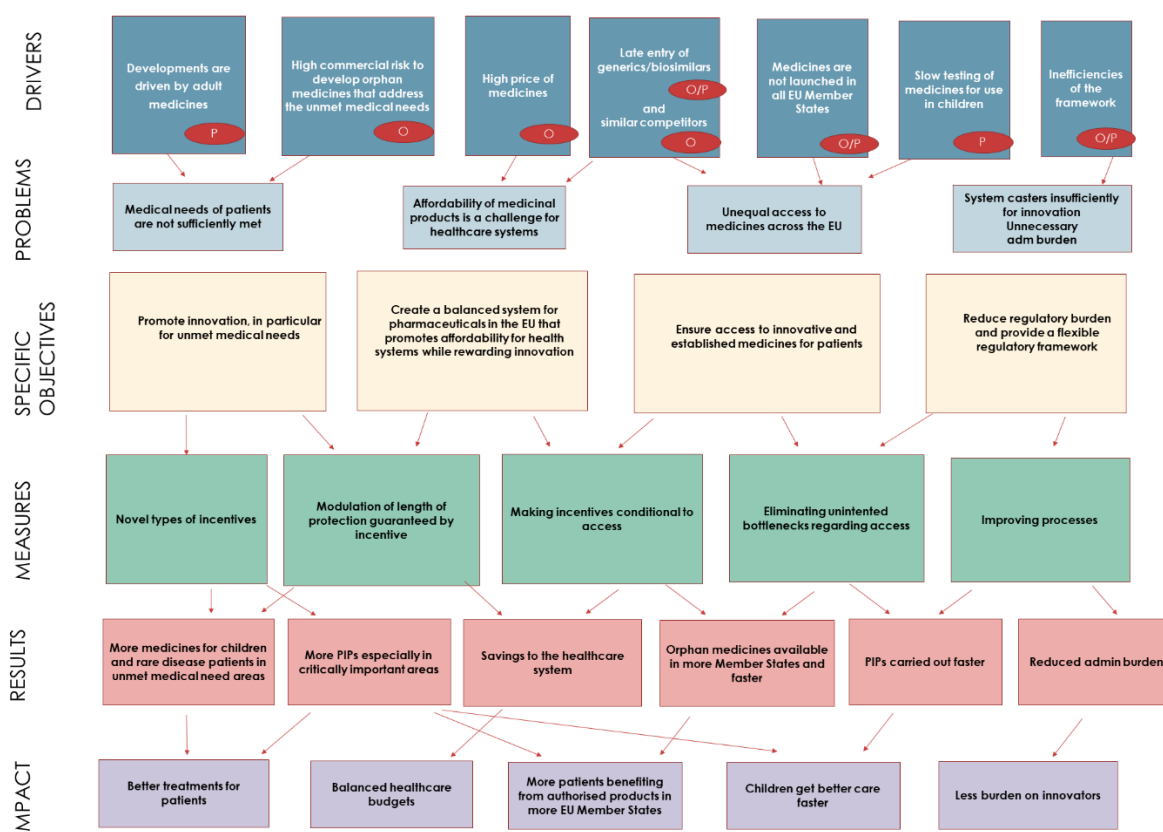 DRIVERS
Developments are
driven by adult
medicines
P
High commercial risk to
develop orphan
medicines that address
the unmet medical needs
O
High price of
medicines
O
Late entry of
generics/biosimilars
O/P
and
similar competitors
O
Medicines are
not launched in
all EU Member
States
O/P
Slow testing of
medicines for use
in children
P
Inefficiencies
of the
framework
O/P
PROBLEMS
Medical needs of patients
are not sufficiently met
Affordability of medicinal
products is a challenge for
healthcare systems
Unequal access to
medicines across the EU
System casters insufficiently
for innovation
Unnecessary
adm burden
SPECIFIC
OBJECTIVES
Promote innovation, in particular
for unmet medical needs
Create a balanced system for
pharmaceuticals in the EU that
promotes affordability for health
systems while rewarding innovation
Ensure access to innovative and
established medicines for patients
Reduce regulatory burden
and provide a flexible
regulatory framework
MEASURES
Novel types of incentives
Modulation of length of
protection guaranteed by
incentive
Making incentives conditional to
access
Eliminating unintented
bottlenecks regarding access
Improving processes
RESULTS
More medicines for children
and rare disease patients in
unmet medical need areas
More PIPs especially in
critically important areas
Savings to the healthcare
system
Orphan medicines available
in more Member States and
faster
PIPs carried out faster
Reduced admin burden
MPACT
Better treatments for
patients
Balanced healthcare
budgets
More patients benefiting
from authorised products in
more EU Member States
Children get better care
faster
Less burden on innovators